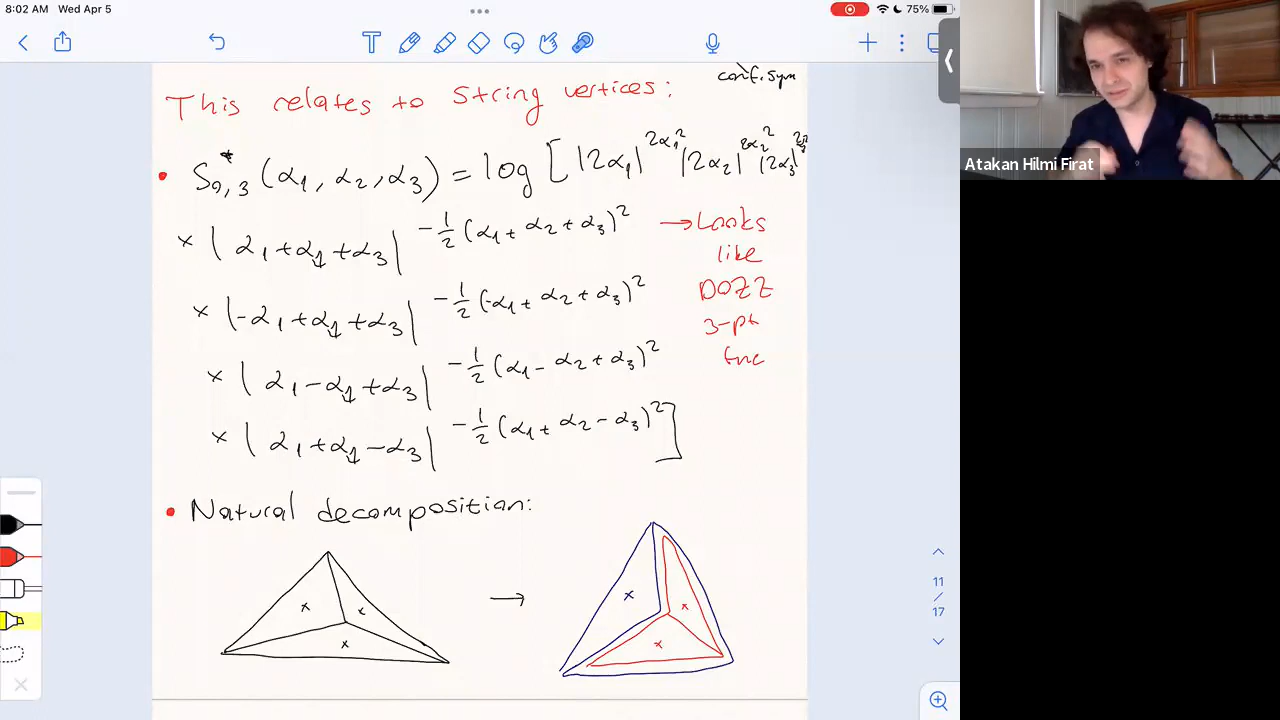 8:02 AM Wed Apr 5
75%
conf. sym
This relates to String vertices:
• S*₀,₃ (α₁, α₂, α₃) = log [ |2α₁|^{2α₁²} |2α₂|^{2α₂²} |2α₃|^{2α₃²}
× |α₁ + α₂ + α₃|^{-½(α₁ + α₂ + α₃)²}
× |-α₁ + α₂ + α₃|^{-½(-α₁ + α₂ + α₃)²}
× |α₁ - α₂ + α₃|^{-½(α₁ - α₂ + α₃)²}
× |α₁ + α₂ - α₃|^{-½(α₁ + α₂ - α₃)²} ]
→ Looks
like
DOZZ
3-pt
func
• Natural decomposition:
x x x → x x x
11
/
17
Atakan Hilmi Firat